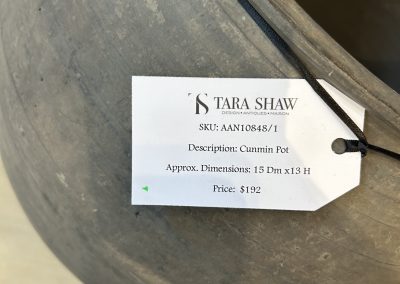 TS TARA SHAW
DESIGN•ANTIQUES•MAISON
SKU: AAN10848/1
Description: Cunmin Pot
Approx. Dimensions: 15 Dm x13 H
Price: $192